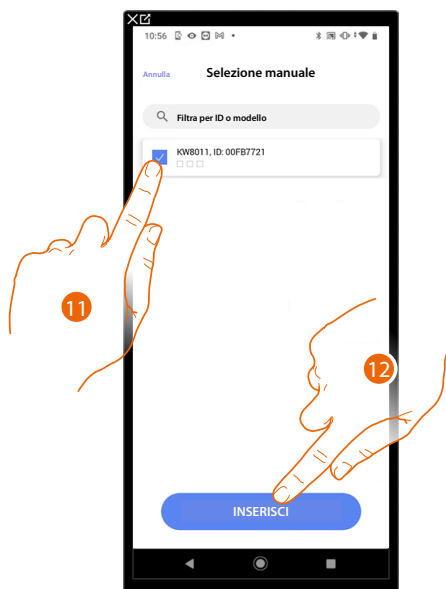 10:56
Annulla
Selezione manuale
Filtra per ID o modello
KW8011, ID: 00FB7721
11
12
INSERISCI